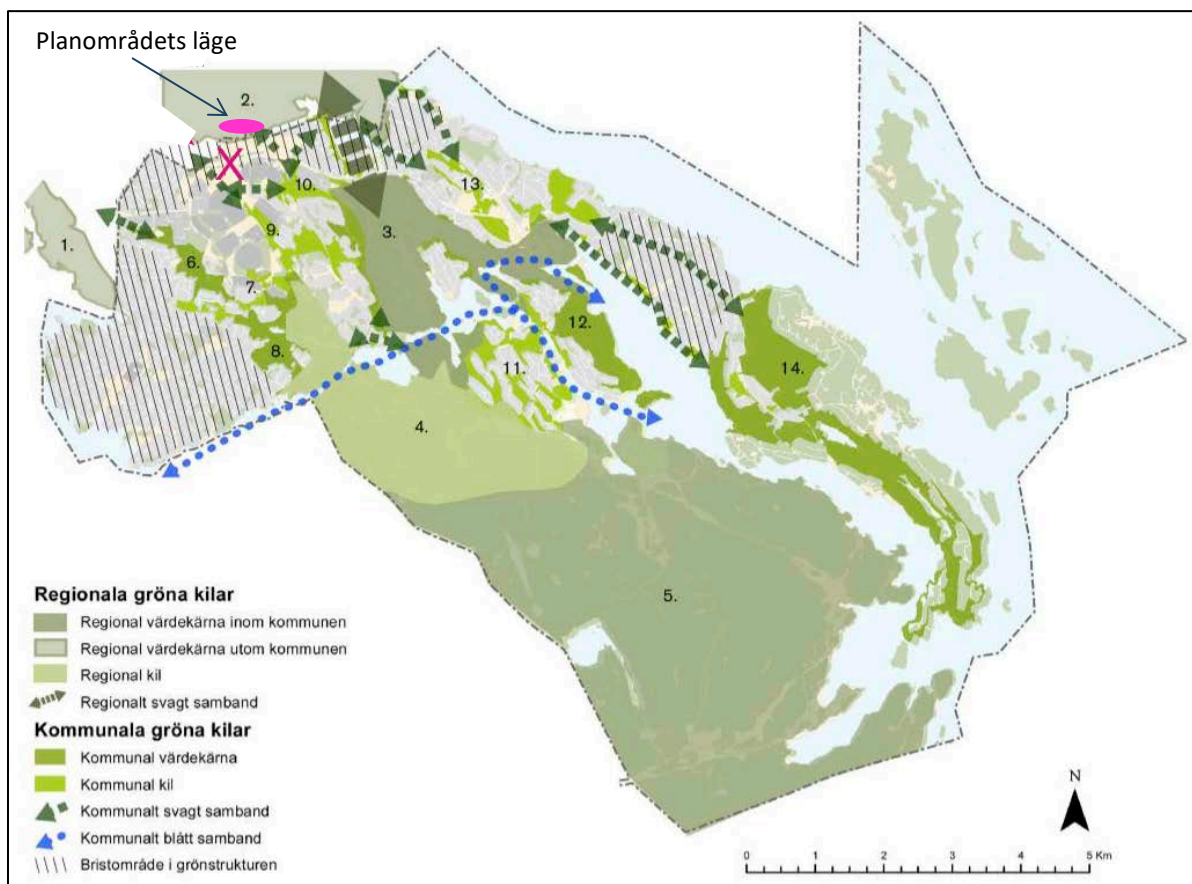 Planområdets läge
2.
X
10.
13.
1.
3.
9.
6.
7.
12.
8.
11.
14.
4.
5.
Regionala gröna kilar
Regional värdekärna inom kommunen
Regional värdekärna utom kommunen
Regional kil
Regionalt svagt samband
Kommunala gröna kilar
Kommunal värdekärna
Kommunal kil
Kommunalt svagt samband
Kommunalt blått samband
Bristområde i grönstrukturen
N
0 1 2 3 4 5 Km